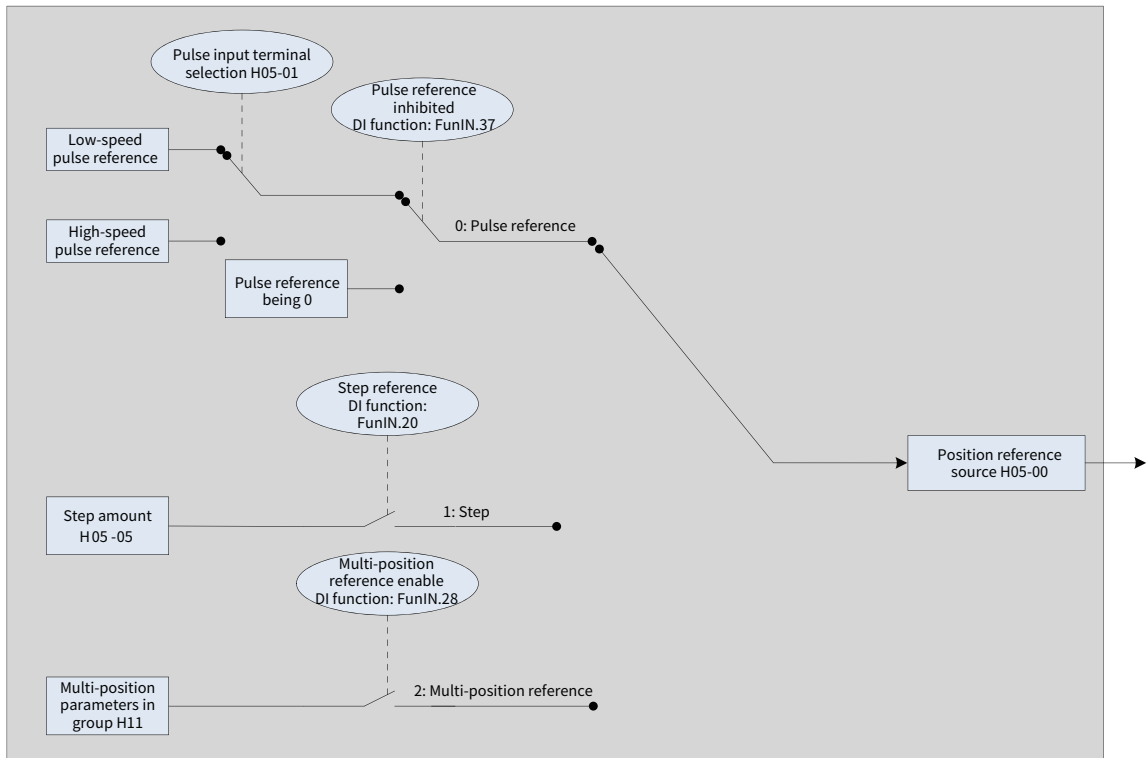 Pulse input terminal
selection H05-01
Pulse reference
inhibited
DI function: FunIN.37
Low-speed
pulse reference
0: Pulse reference
High-speed
pulse reference
Pulse reference
being 0
Step reference
DI function:
FunIN.20
Position reference
source H05-00
Step amount
H05-05
1: Step
Multi-position
reference enable
DI function: FunIN.28
Multi-position
parameters in
group H11
2: Multi-position reference